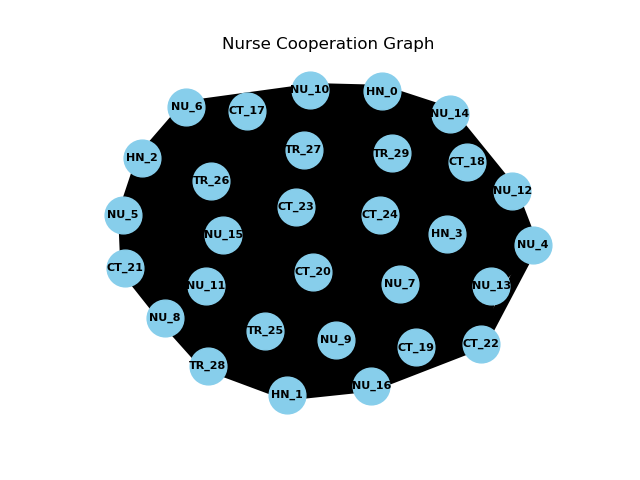 Nurse Cooperation Graph
NU_10
HN_0
NU_6
CT_17
NU_14
TR_27
TR_29
HN_2
CT_18
TR_26
NU_12
CT_23
CT_24
NU_5
NU_15
HN_3
NU_4
CT_21
CT_20
NU_11
NU_7
NU_13
NU_8
TR_25
NU_9
CT_19
CT_22
TR_28
NU_16
HN_1